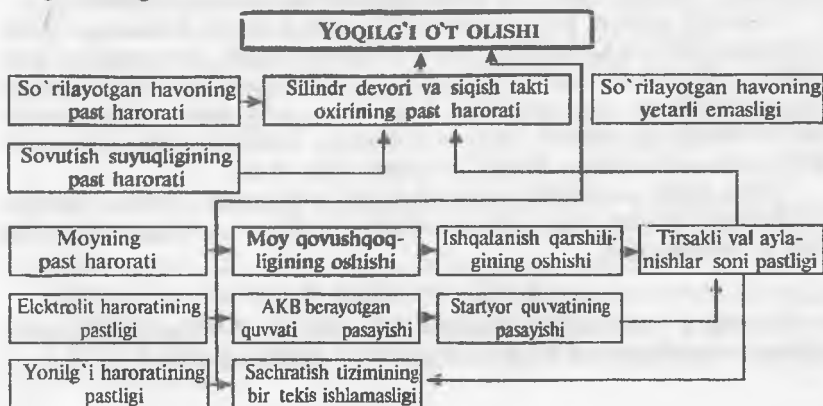 YOQILG`I O`T OLISHI
So`rilayotgan havoning
past harorati
Silindr devori va siqish takti
oxirining past harorati
So`rilayotgan havoning
yetarli emasligi
Sovutish suyuqligining
past harorati
Moyning
past harorati
Moy qovushqoq-
ligining oshishi
Ishqalanish qarshili-
gining oshishi
Tirsakli val ayla-
nishlar soni pastligi
Elektrolit haroratining
pastligi
AKB berayotgan
quvvati pasayishi
Startyor quvvatining
pasayishi
Yonilg`i haroratining
pastligi
Sachratish tizimining
bir tekis ishlamasligi